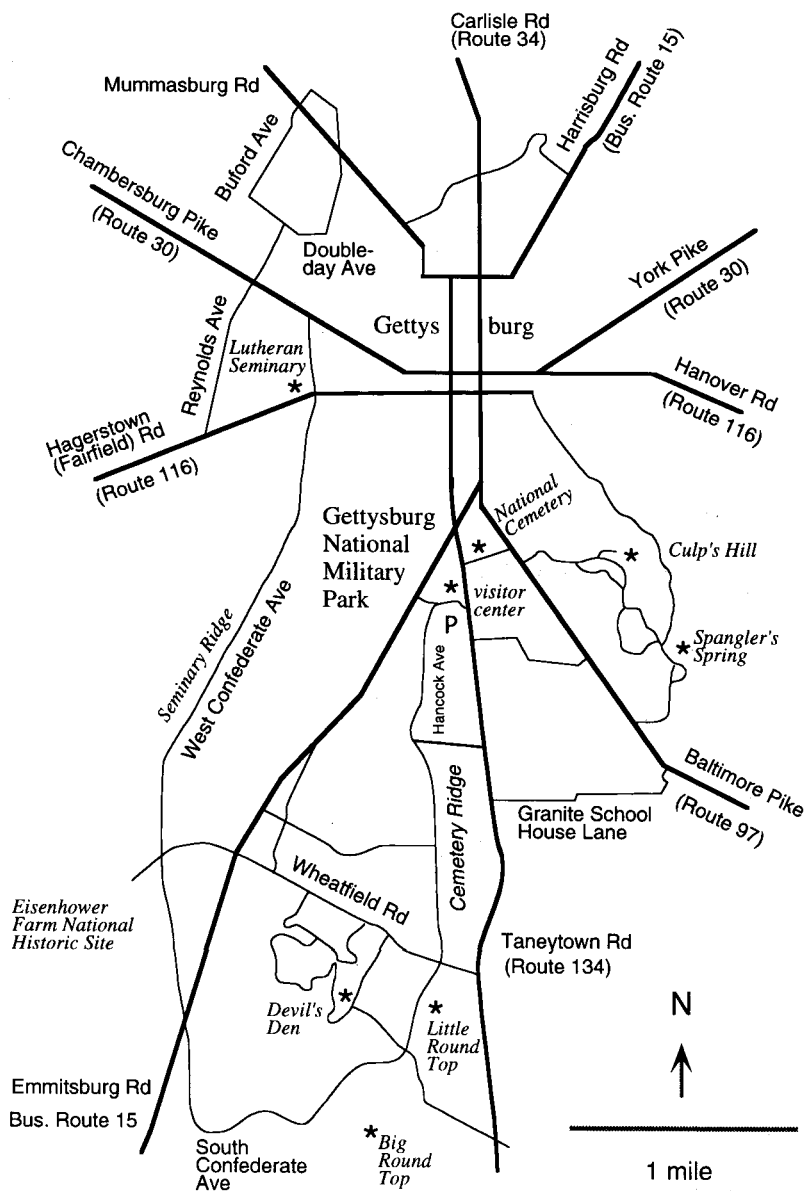 Carlisle Rd
(Route 34)
Harrisburg Rd
(Bus. Route 15)
Mummasburg Rd
Buford Ave
Chambersburg Pike
(Route 30)
Double-
day Ave
York Pike
(Route 30)
Gettys burg
Reynolds Ave
Lutheran
Seminary
*
Hanover Rd
(Route 116)
Hagerstown
(Fairfield) Rd
(Route 116)
National
Cemetery
*
Gettysburg
National
Military
Park
*
Culp's Hill
*
visitor
center
P
*
Spangler's
Spring
Seminary Ridge
West Confederate Ave
Hancock Ave
Baltimore Pike
(Route 97)
Cemetery Ridge
Granite School
House Lane
Wheatfield Rd
Eisenhower
Farm National
Historic Site
Taneytown Rd
(Route 134)
*
Devil's
Den
*
Little
Round
Top
N
Emmitsburg Rd
Bus. Route 15
South
Confederate
Ave
*
Big
Round
Top
1 mile